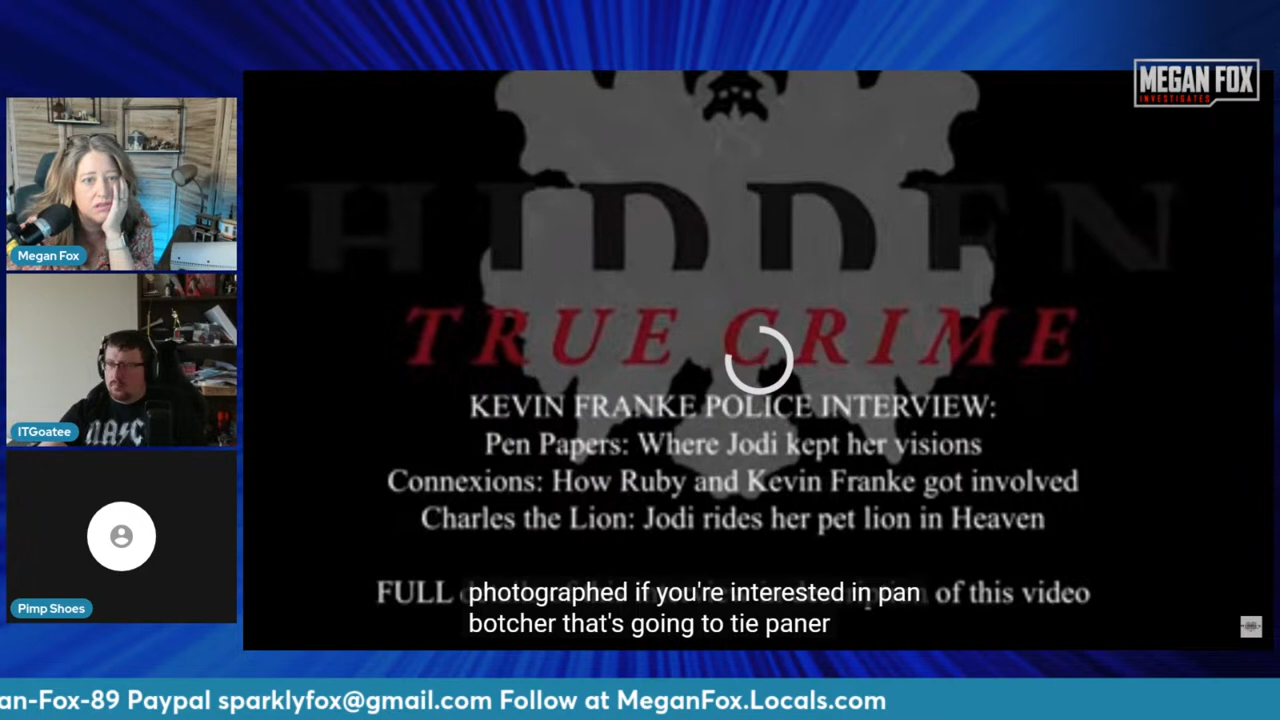 MEGAN FOX
INVESTIGATES
Megan Fox
ITGoatee
Pimp Shoes
HIDDEN
TRUE CRIME
KEVIN FRANKE POLICE INTERVIEW:
Pen Papers: Where Jodi kept her visions
Connexions: How Ruby and Kevin Franke got involved
Charles the Lion: Jodi rides her pet lion in Heaven
FULL of this video
photographed if you're interested in pan
botcher that's going to tie paner
an-Fox-89 Paypal sparklyfox@gmail.com Follow at MeganFox.Locals.com